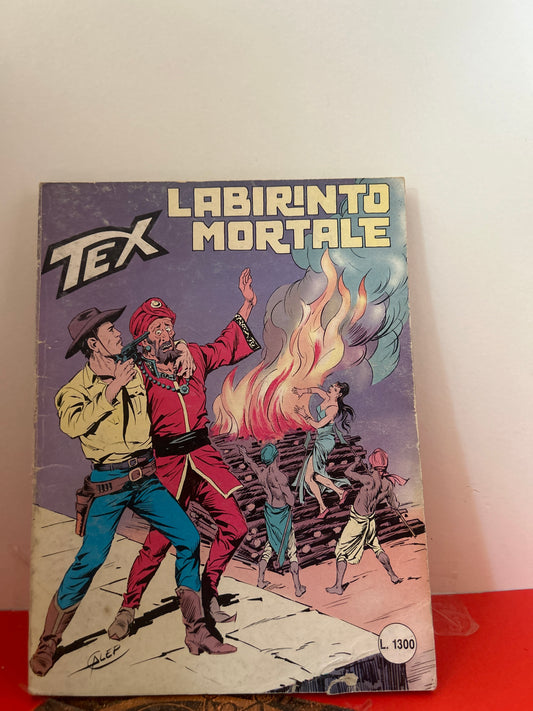 LABIRINTO
MORTALE
TEX
GALEP
L. 1300